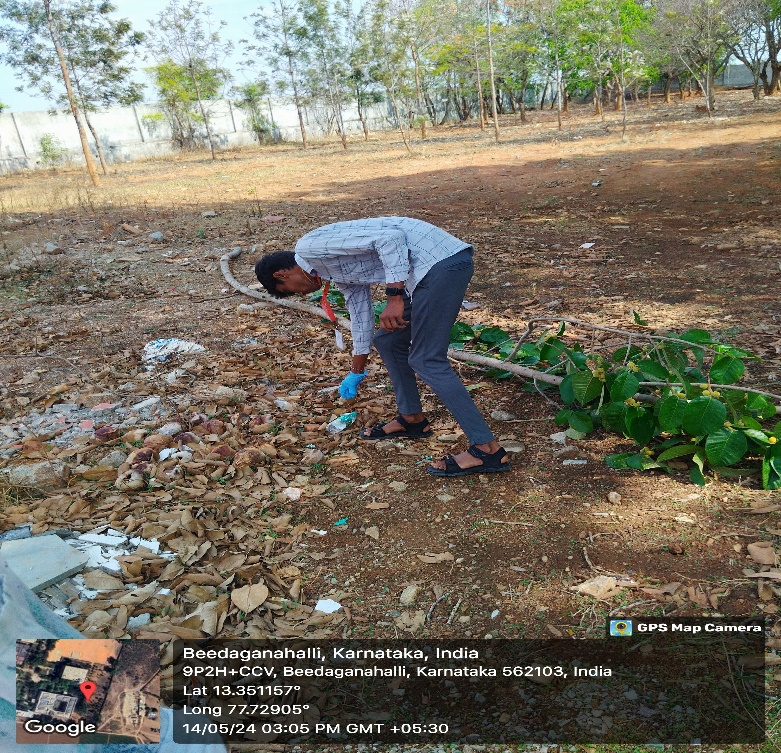 GPS Map Camera
Beedaganahalli, Karnataka, India
9P2H+CCV, Beedaganahalli, Karnataka 562103, India
Lat 13.351157°
Long 77.72905°
14/05/24 03:05 PM GMT +05:30
Google